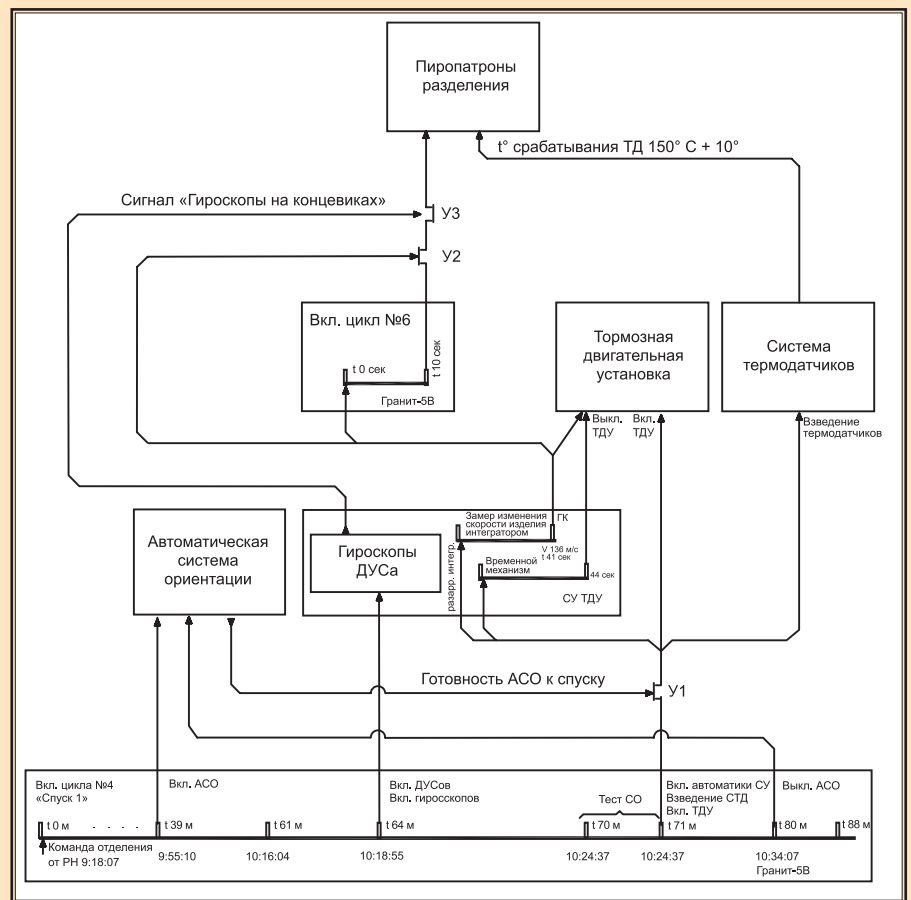 Пиропатроны
разделения
t° срабатывания ТД 150° С + 10°
Сигнал «Гироскопы на концевиках»
У3
У2
Вкл. цикл №6
t 0 сек
t 10 сек
Гранит-5В
Тормозная
двигательная
установка
Система
термодатчиков
Выкл.
ТДУ
Вкл.
ТДУ
Взведение
термодатчиков
Автоматическая
система
ориентации
Гироскопы
ДУСа
Замер изменения
скорости изделия
интегратором
ГК
V 136 м/с
t 41 сек
разарр. интегр.
Временной
механизм
44 сек
СУ ТДУ
Готовность АСО к спуску
У1
Вкл. цикла №4
«Спуск 1»
Вкл. АСО
Вкл. ДУСов
Вкл. гиросскопов
Тест СО
Вкл. автоматики СУ
Взведение СТД
Вкл. ТДУ
Выкл. АСО
t 0 м
. . . .
t 39 м
t 61 м
t 64 м
t 70 м
t 71 м
t 80 м
t 88 м
Команда отделения
от РН 9:18:07
9:55:10
10:16:04
10:18:55
10:24:37
10:24:37
10:34:07
Гранит-5В